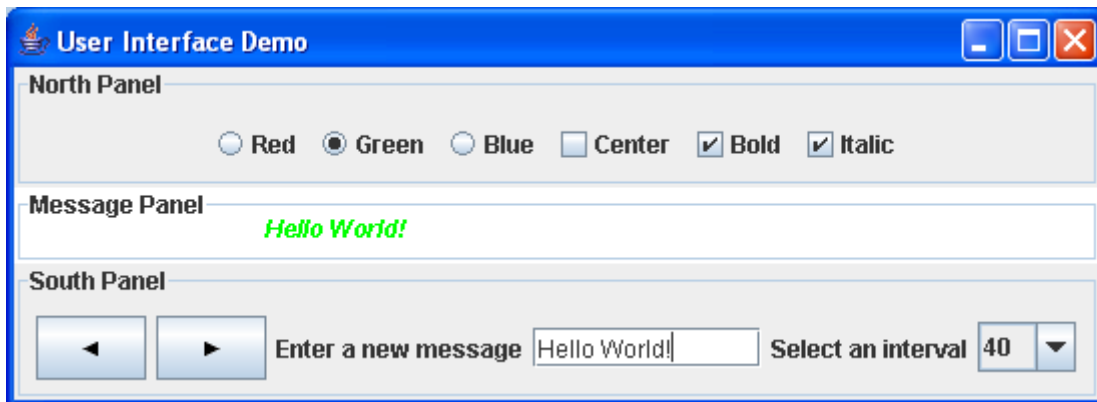 User Interface Demo
North Panel
Red Green Blue Center Bold Italic
Message Panel
Hello World!
South Panel
Enter a new message Hello World! Select an interval 40